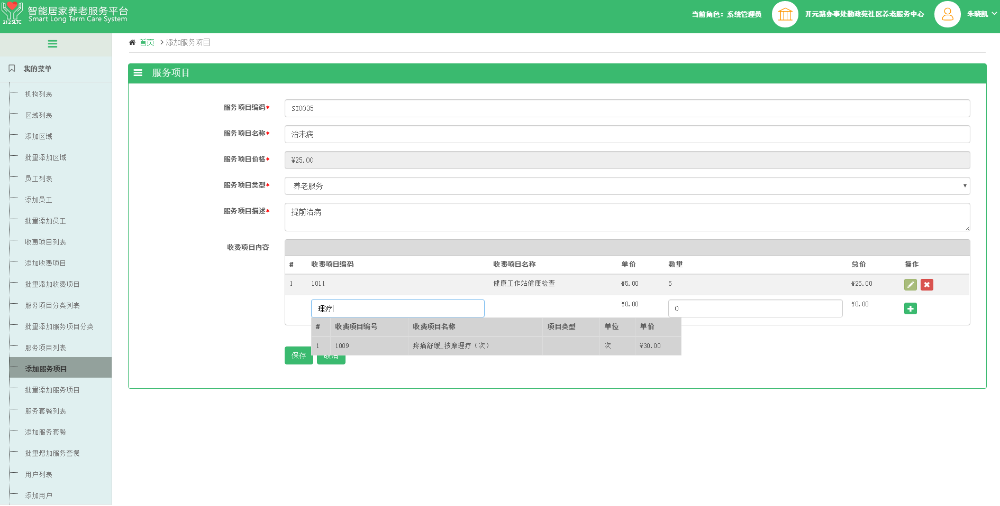 智能居家养老服务平台
Smart Long Term Care System
212 SLTC
当前角色：系统管理员
开元路办事处勤政苑社区养老服务中心
朱晓凯
首页 > 添加服务项目
我的菜单
机构列表
区域列表
添加区域
批量添加区域
员工列表
添加员工
批量添加员工
收费项目列表
添加收费项目
批量添加收费项目
服务项目分类列表
批量添加服务项目分类
服务项目列表
添加服务项目
批量添加服务项目
服务套餐列表
添加服务套餐
批量增加服务套餐
用户列表
添加用户
服务项目
服务项目编码* SI0035
服务项目名称* 治未病
服务项目价格* ¥25.00
服务项目类型* 养老服务
服务项目描述* 提前治病
收费项目内容
# 收费项目编码 收费项目名称 单价 数量 总价 操作
1 1011 健康工作站健康检查 ¥5.00 5 ¥25.00
理疗 ¥0.00 0 ¥0.00
# 收费项目编号 收费项目名称 项目类型 单位 单价
1 1009 疼痛舒缓_按摩理疗（次） 次 ¥30.00
保存 取消